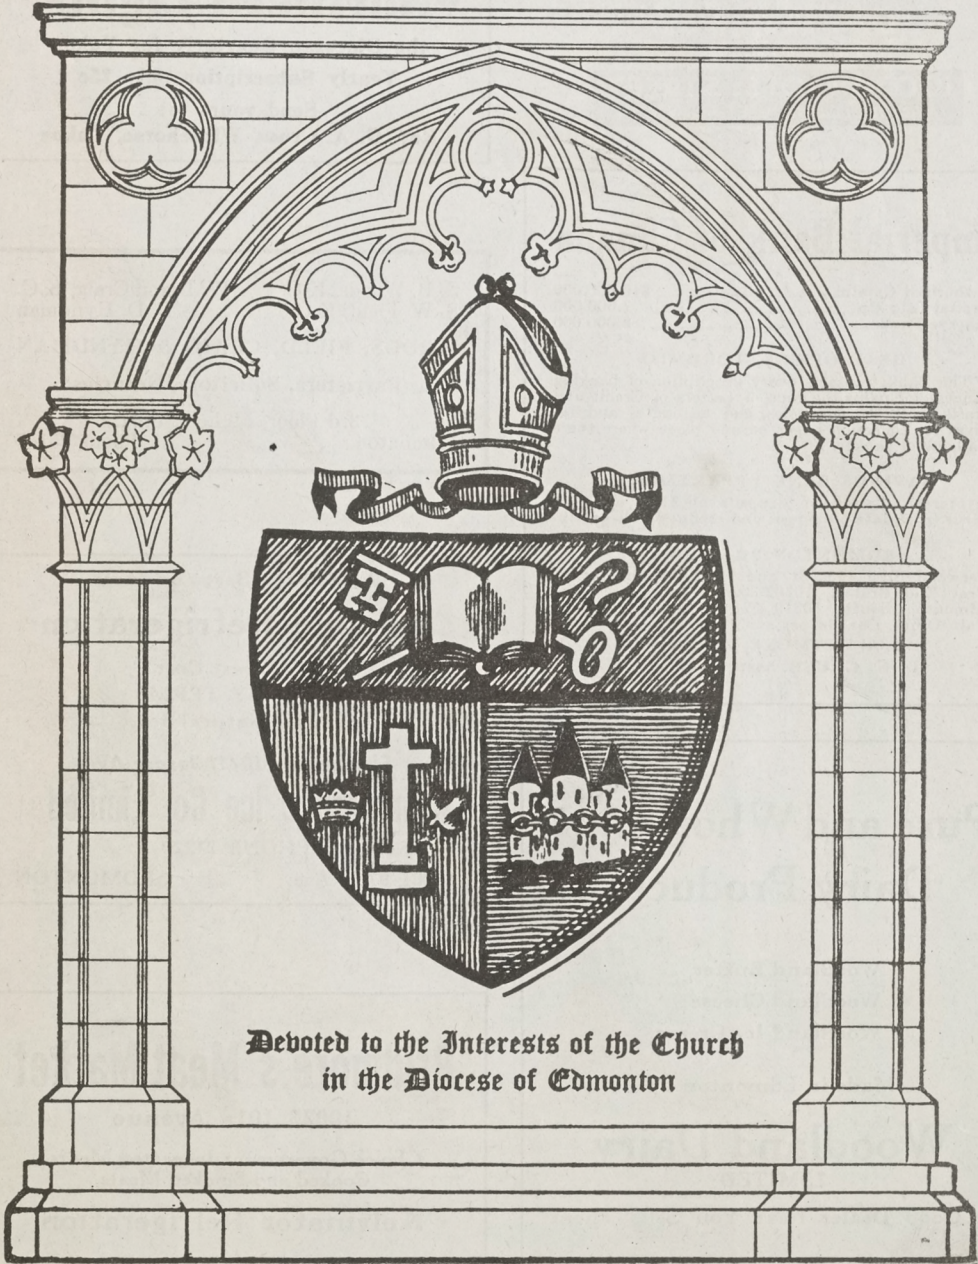 Devoted to the Interests of the Church
in the Diocese of Edmonton